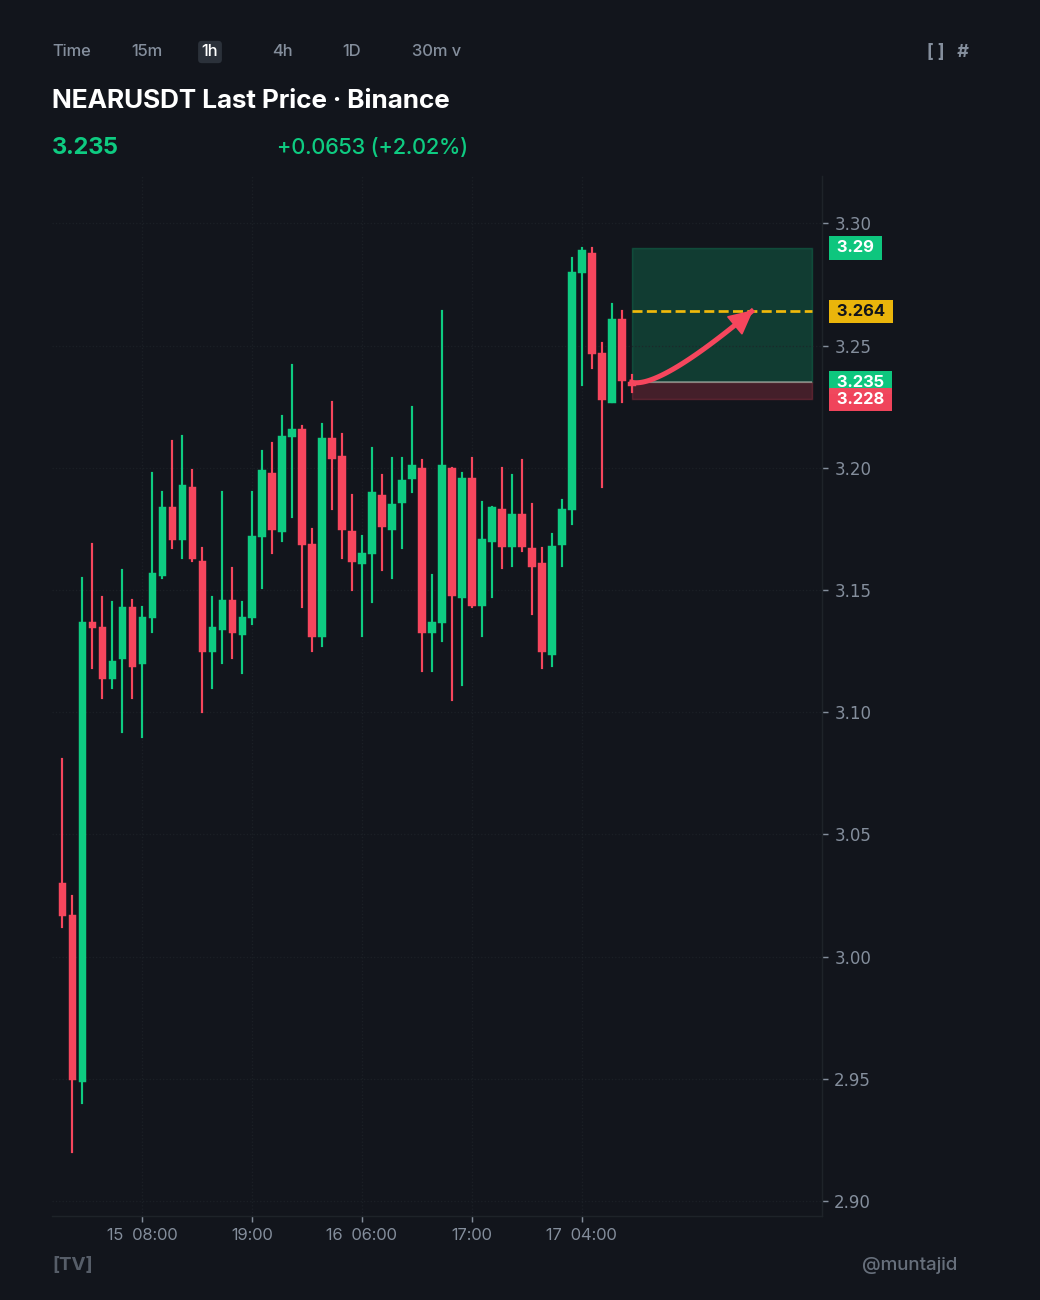 Time 15m 1h 4h 1D 30m v [ ] #
NEARUSDT Last Price · Binance
3.235 +0.0653 (+2.02%)
3.30
3.29
3.264
3.25
3.235
3.228
3.20
3.15
3.10
3.05
3.00
2.95
2.90
15 08:00 19:00 16 06:00 17:00 17 04:00
[TV] @muntajid